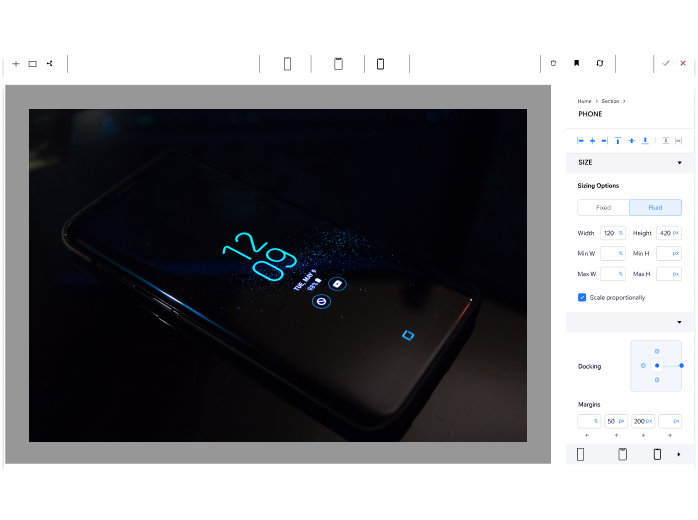 Home > Section >
PHONE
SIZE
Sizing Options
Fixed Fluid
Width 120 % Height 420 px
Min W % Min H px
Max W % Max H px
Scale proportionally
Docking
Margins
% 50 px 200 px px
12
09
TUE, MAY 9